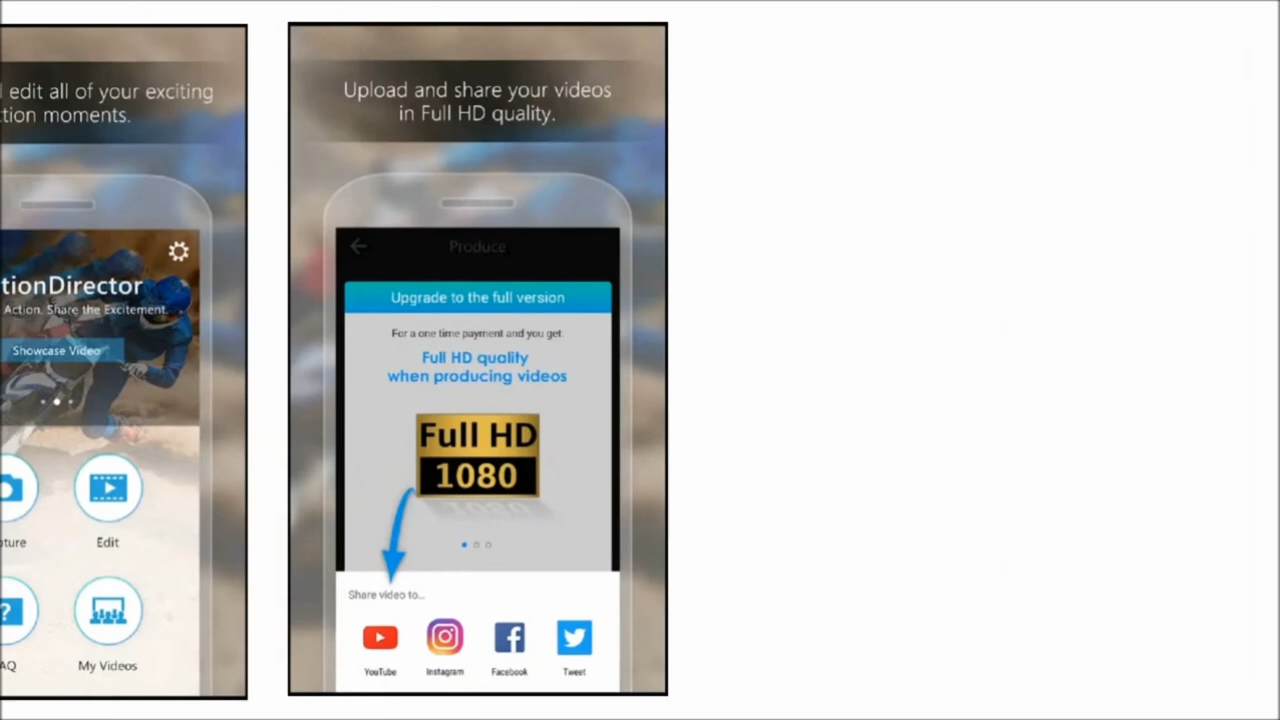 edit all of your exciting
tion moments.
tionDirector
Action. Share the Excitement.
Showcase Video
ture
Edit
AQ
My Videos
Upload and share your videos
in Full HD quality.
Produce
Upgrade to the full version
For a one time payment and you get:
Full HD quality
when producing videos
Full HD
1080
Share video to...
YouTube
Instagram
Facebook
Tweet